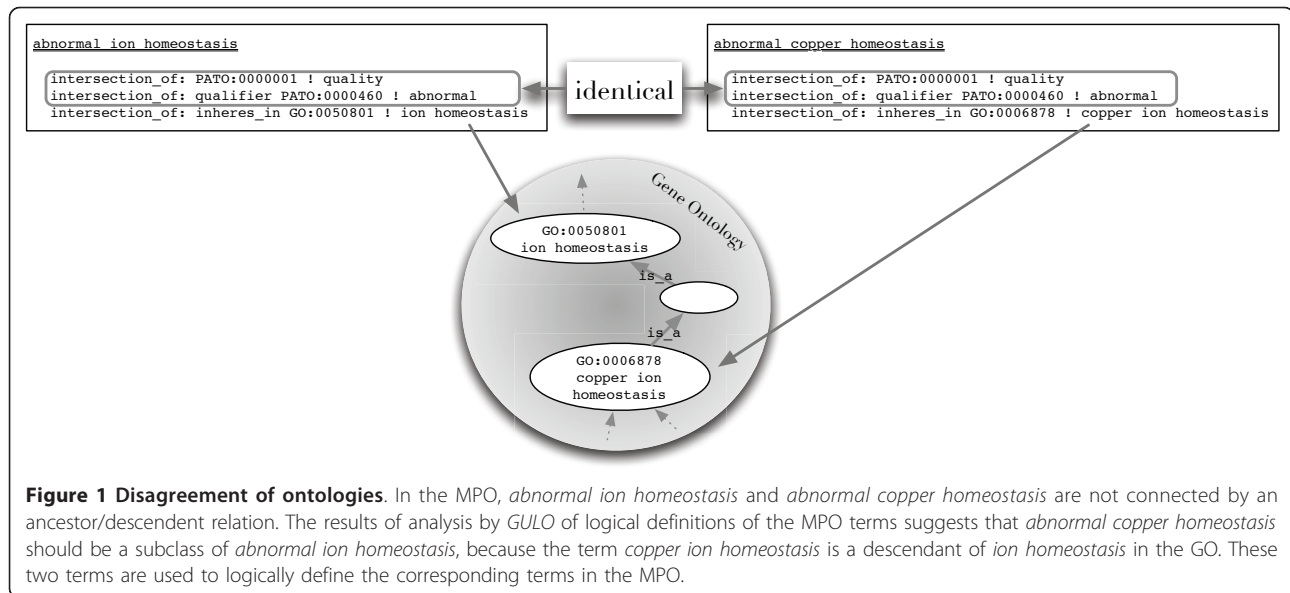 abnormal ion homeostasis
intersection_of: PATO:0000001 ! quality
intersection_of: qualifier PATO:0000460 ! abnormal
intersection_of: inheres_in GO:0050801 ! ion homeostasis
identical
abnormal copper homeostasis
intersection_of: PATO:0000001 ! quality
intersection_of: qualifier PATO:0000460 ! abnormal
intersection_of: inheres_in GO:0006878 ! copper ion homeostasis
Gene Ontology
GO:0050801
ion homeostasis
is_a
is_a
GO:0006878
copper ion
homeostasis
Figure 1 Disagreement of ontologies. In the MPO, abnormal ion homeostasis and abnormal copper homeostasis are not connected by an
ancestor/descendent relation. The results of analysis by GULO of logical definitions of the MPO terms suggests that abnormal copper homeostasis
should be a subclass of abnormal ion homeostasis, because the term copper ion homeostasis is a descendant of ion homeostasis in the GO. These
two terms are used to logically define the corresponding terms in the MPO.